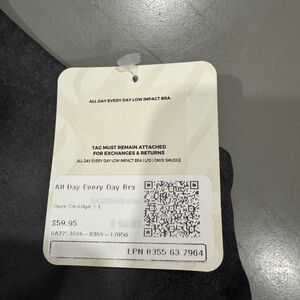 ALL DAY EVERY DAY LOW IMPACT BRA
TAG MUST REMAIN ATTACHED
FOR EXCHANGES & RETURNS
ALL DAY EVERY DAY LOW IMPACT BRA | L/10 | ONYX SMUDGE
All Day Every Day Bra
Onyx Smudge / L
$59.95
LPN 0355 63 7964